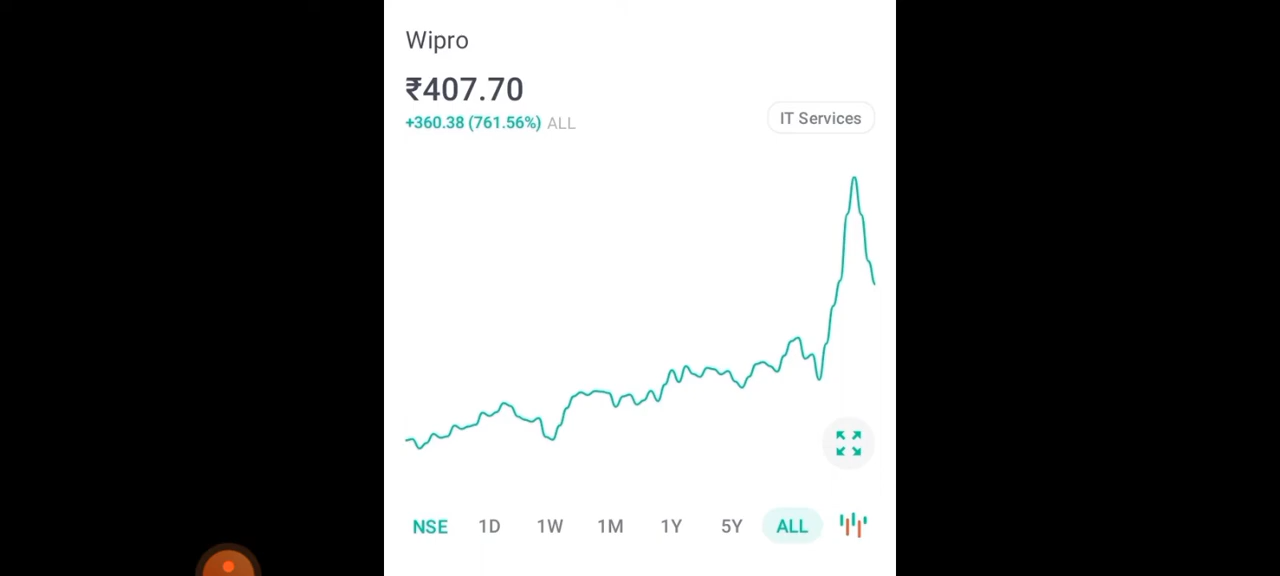 Wipro
₹407.70
+360.38 (761.56%) ALL
IT Services
NSE 1D 1W 1M 1Y 5Y ALL